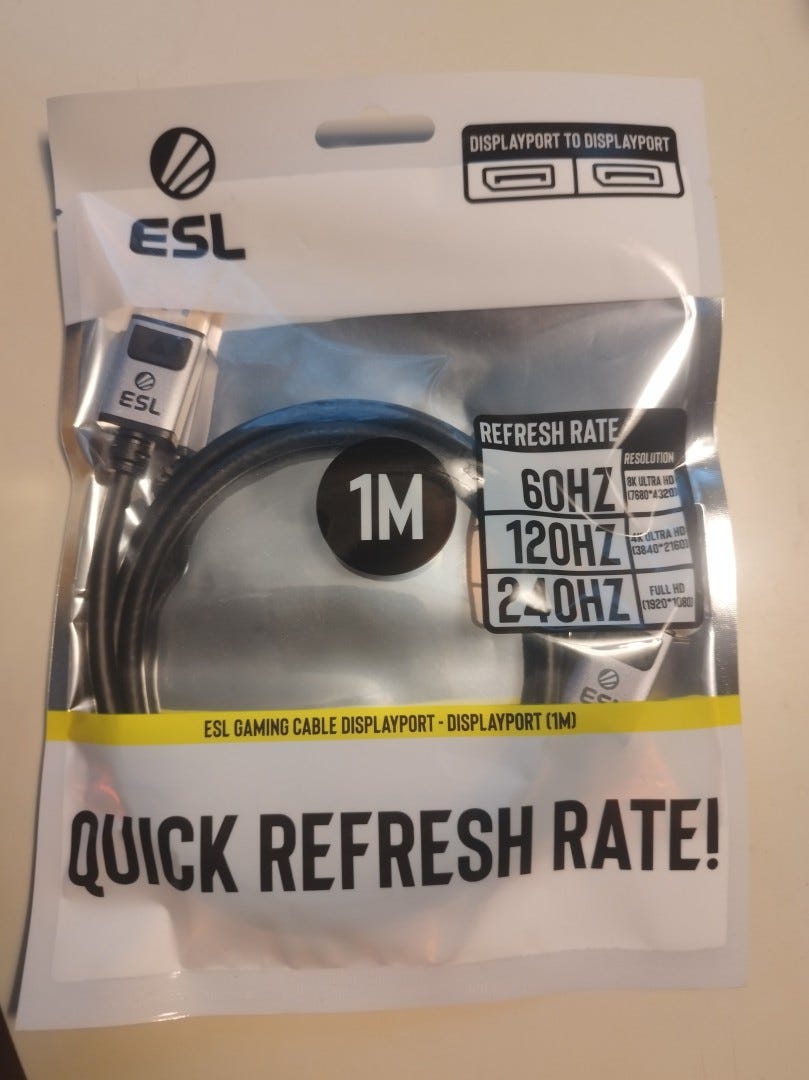 ESL
DISPLAYPORT TO DISPLAYPORT
ESL
1M
REFRESH RATE
RESOLUTION
60HZ
8K ULTRA HD
(7680*4320)
120HZ
4K ULTRA HD
(3840*2160)
240HZ
FULL HD
(1920*1080)
ESL
ESL GAMING CABLE DISPLAYPORT - DISPLAYPORT (1M)
QUICK REFRESH RATE!